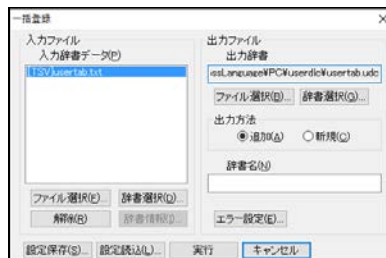 一括登録
入力ファイル
入力辞書データ(P)
[TSV]usertab.txt
ファイル選択(F)... 辞書選択(D)...
解除(R) 辞書情報(I)...
出力ファイル
出力辞書
ssLanguage¥PC¥userdic¥usertab.udc
ファイル選択(B)... 辞書選択(G)...
出力方法
追加(A) 新規(C)
辞書名(N)
エラー設定(E)...
設定保存(S)... 設定読込(L)... 実行 キャンセル